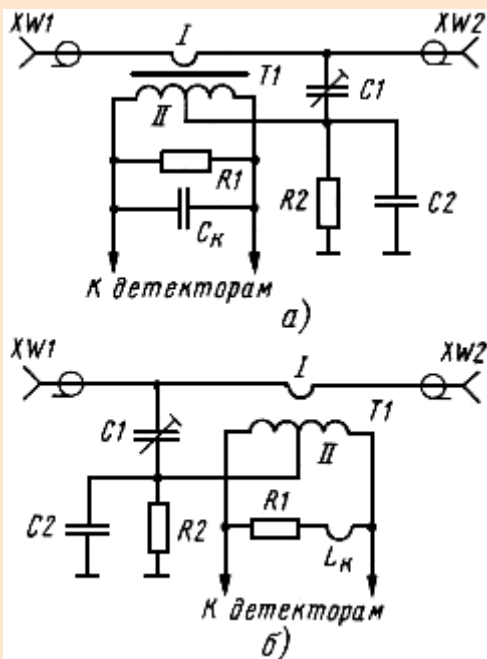 XW1 I XW2
T1 C1
II
R1
R2 C2
Cк
К детекторам
а)
XW1 I XW2
C1 T1
II
C2 R2 R1
Lк
К детекторам
б)